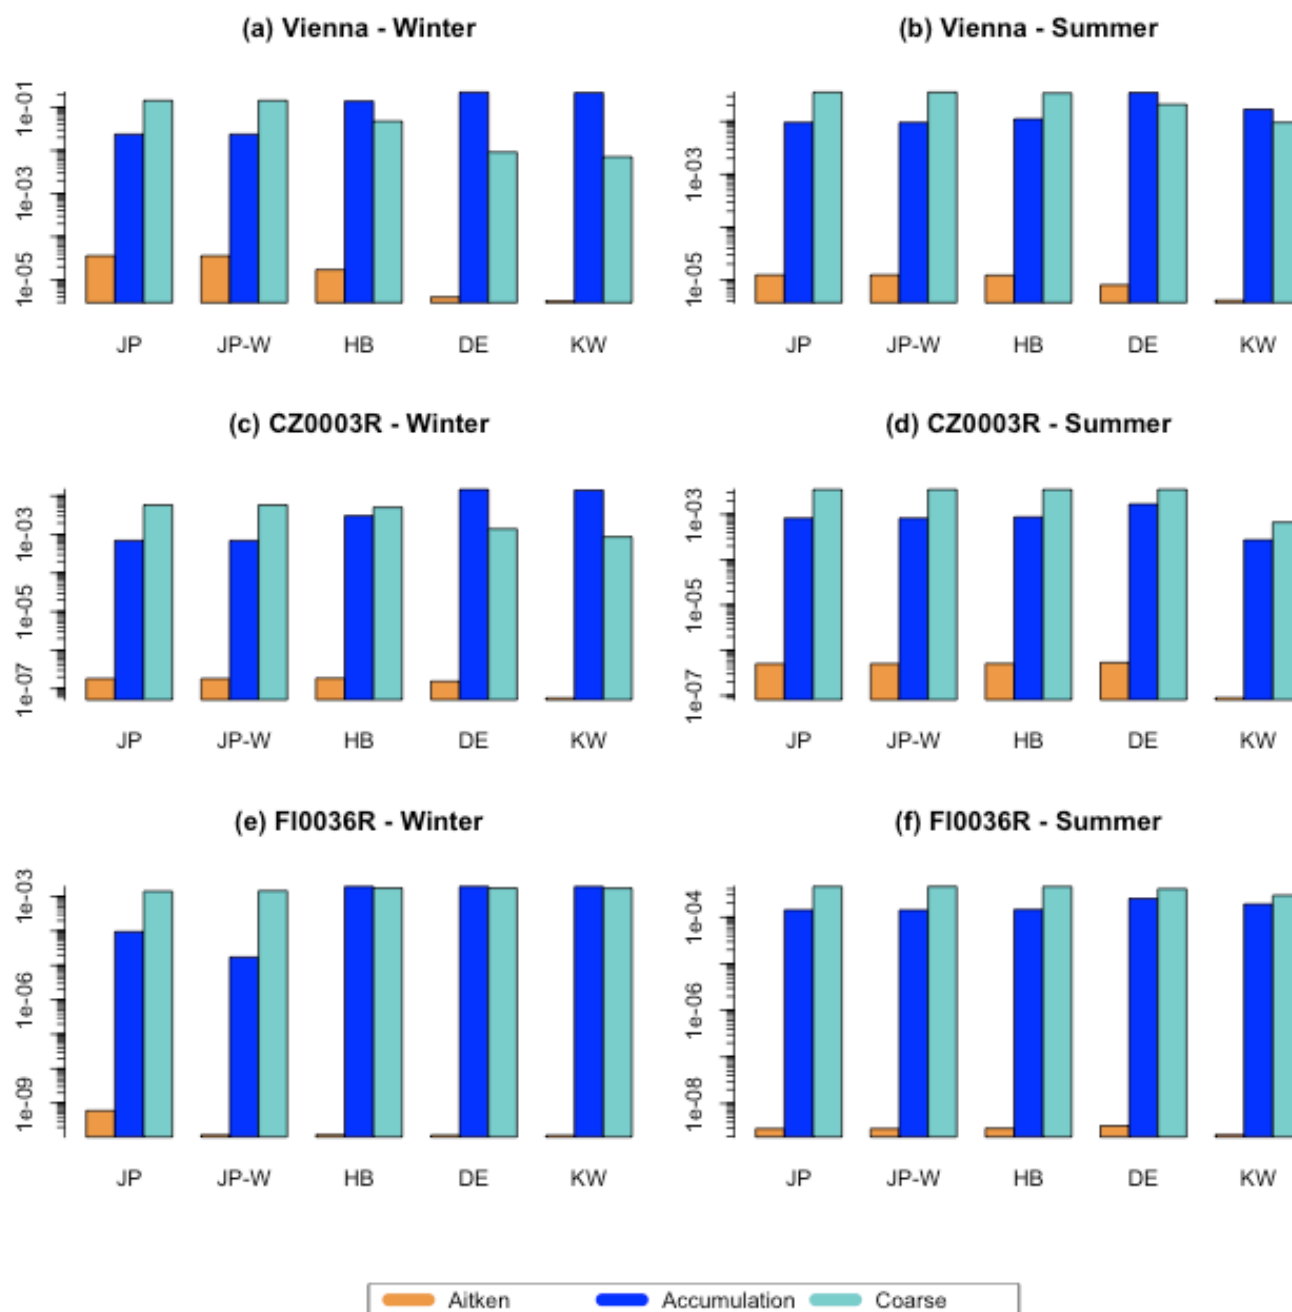 (a) Vienna - Winter
1e-01
1e-03
1e-05
JP JP-W HB DE KW
(b) Vienna - Summer
1e-03
1e-05
JP JP-W HB DE KW
(c) CZ0003R - Winter
1e-03
1e-05
1e-07
JP JP-W HB DE KW
(d) CZ0003R - Summer
1e-03
1e-05
1e-07
JP JP-W HB DE KW
(e) FI0036R - Winter
1e-03
1e-06
1e-09
JP JP-W HB DE KW
(f) FI0036R - Summer
1e-04
1e-06
1e-08
JP JP-W HB DE KW
Aitken Accumulation Coarse